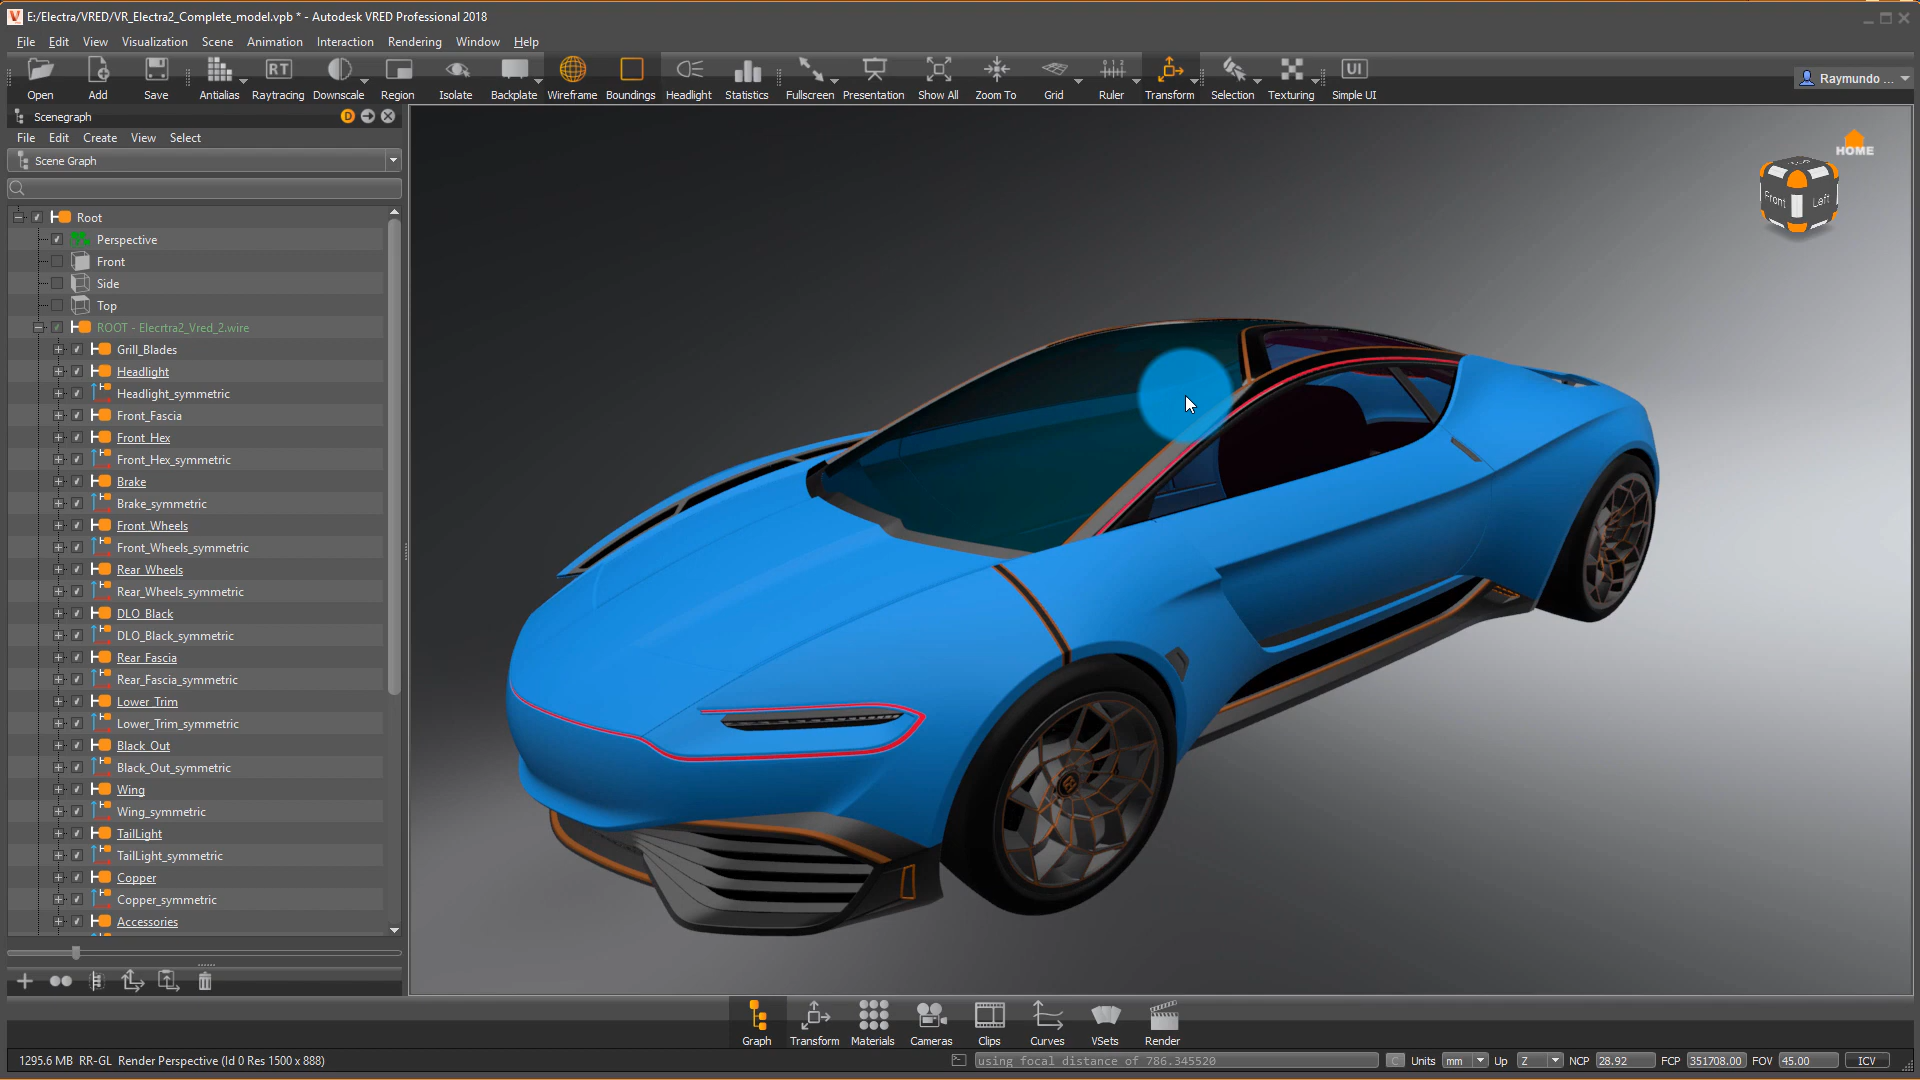 E:/Electra/VRED/VR_Electra2_Complete_model.vpb * - Autodesk VRED Professional 2018
File Edit View Visualization Scene Animation Interaction Rendering Window Help
RT 0 1 2 UI
Open Add Save Antialias Raytracing Downscale Region Isolate Backplate Wireframe Boundings Headlight Statistics Fullscreen Presentation Show All Zoom To Grid Ruler Transform Selection Texturing Simple UI
Raymundo ...
Scenegraph D
File Edit Create View Select
Scene Graph
Root
Perspective
Front
Side
Top
ROOT - Elecrtra2_Vred_2.wire
Grill_Blades
Headlight
Headlight_symmetric
Front_Fascia
Front_Hex
Front_Hex_symmetric
Brake
Brake_symmetric
Front_Wheels
Front_Wheels_symmetric
Rear_Wheels
Rear_Wheels_symmetric
DLO_Black
DLO_Black_symmetric
Rear_Fascia
Rear_Fascia_symmetric
Lower_Trim
Lower_Trim_symmetric
Black_Out
Black_Out_symmetric
Wing
Wing_symmetric
TailLight
TailLight_symmetric
Copper
Copper_symmetric
Accessories
HOME
Front Left
Graph Transform Materials Cameras Clips Curves VSets Render
1295.6 MB RR-GL Render Perspective (Id 0 Res 1500 x 888)
using focal distance of 786.345520
C Units mm Up Z NCP 28.92 FCP 351708.00 FOV 45.00 ICV